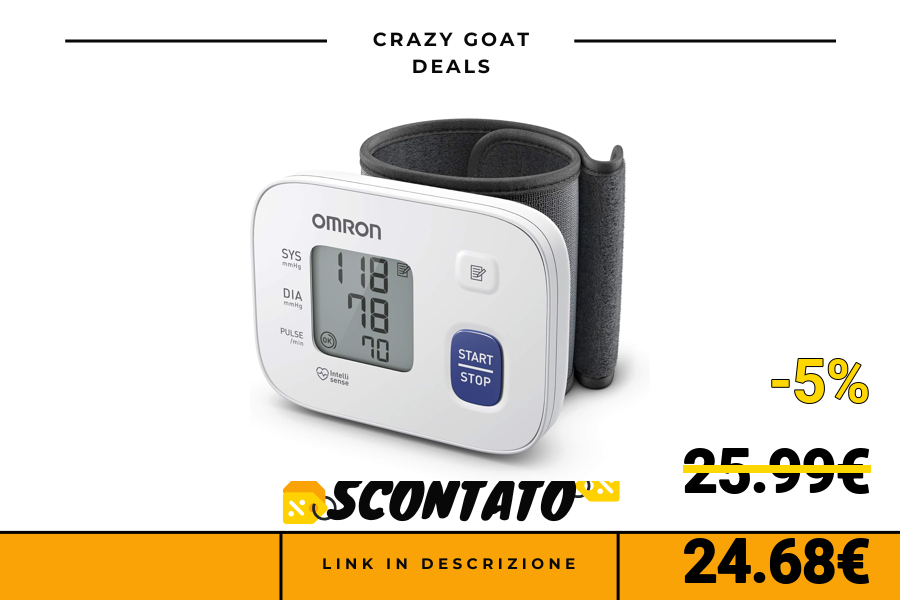 CRAZY GOAT
DEALS
OMRON
SYS
mmHg
118
DIA
mmHg
78
PULSE
/min
OK
70
Intelli
sense
START
STOP
-5%
25.99€
SCONTATO
LINK IN DESCRIZIONE
24.68€